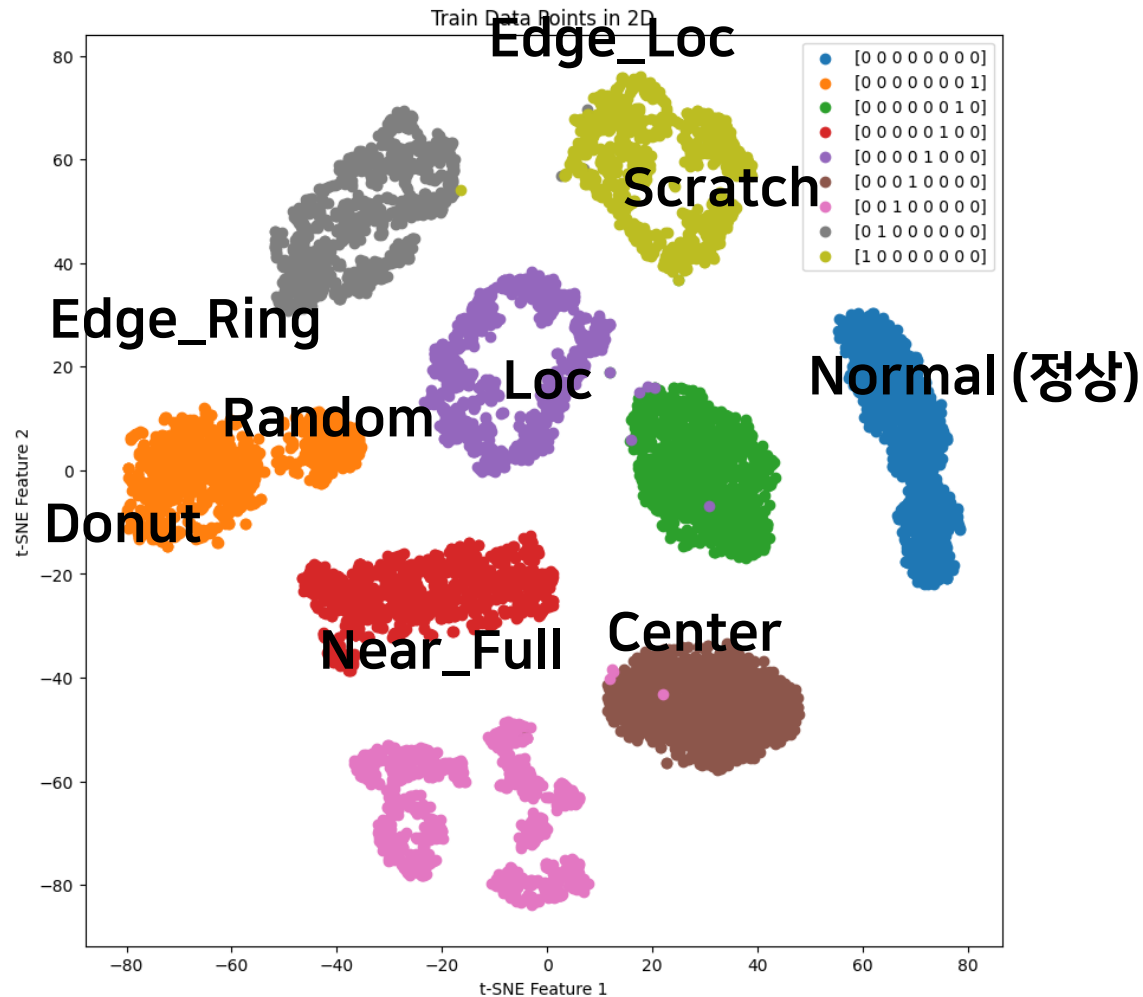 Train Data Points in 2D
Edge_Loc
[0 0 0 0 0 0 0 0]
[0 0 0 0 0 0 0 1]
[0 0 0 0 0 0 1 0]
[0 0 0 0 0 1 0 0]
[0 0 0 0 1 0 0 0]
[0 0 0 1 0 0 0 0]
[0 0 1 0 0 0 0 0]
[0 1 0 0 0 0 0 0]
[1 0 0 0 0 0 0 0]
Scratch
Edge_Ring
Loc
Normal (정상)
Random
Donut
Near_Full
Center
t-SNE Feature 2
80
60
40
20
0
−20
−40
−60
−80
−80 −60 −40 −20 0 20 40 60 80
t-SNE Feature 1